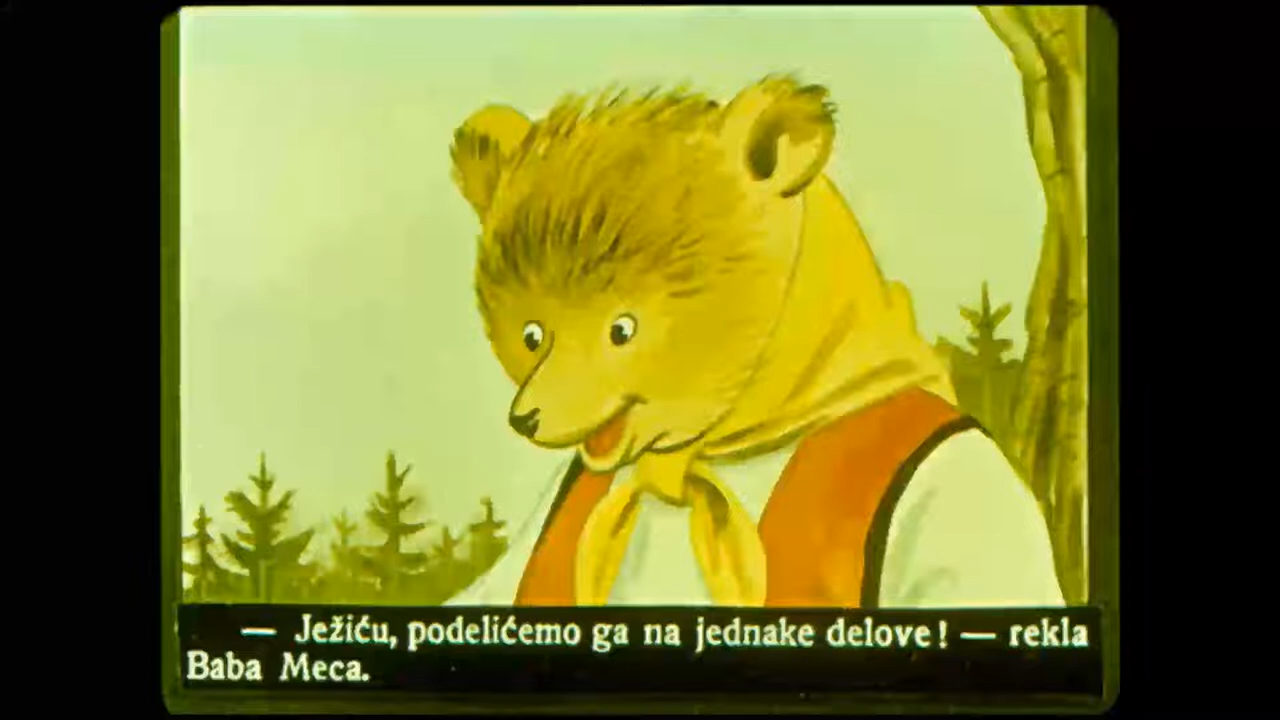 — Ježiću, podelićemo ga na jednake delove! — rekla
Baba Meca.